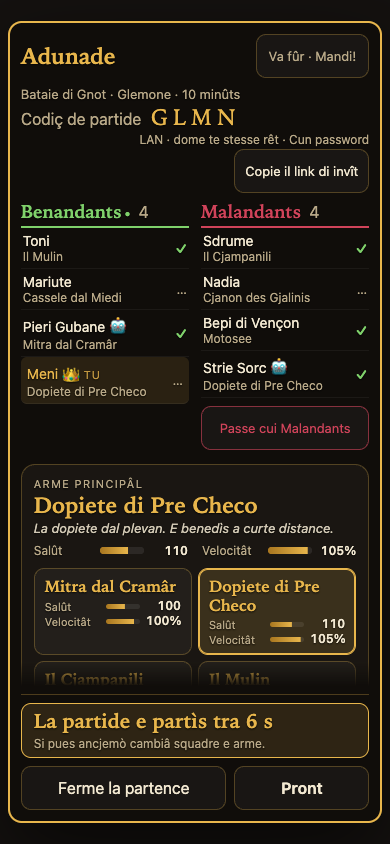 Adunade
Va fûr · Mandi!
Bataie di Gnot · Glemone · 10 minûts
Codiç de partide GLMN
LAN · dome te stesse rêt · Cun password
Copie il link di invît
Benandants • 4
Toni
Il Mulin
Mariute
Cassele dal Miedi
...
Pieri Gubane
Mitra dal Cramâr
Meni TU
Dopiete di Pre Checo
...
Malandants 4
Sdrume
Il Cjampanili
Nadia
Cjanon des Gjalinis
...
Bepi di Vençon
Motosee
Strie Sorc
Dopiete di Pre Checo
Passe cui Malandants
ARME PRINCIPÂL
Dopiete di Pre Checo
La dopiete dal plevan. E benedìs a curte distance.
Salût 110 Velocitât 105%
Mitra dal Cramâr
Salût 100
Velocitât 100%
Dopiete di Pre
Checo
Salût 110
Velocitât 105%
Il Cjampanili
Il Mulin
La partide e partìs tra 6 s
Si pues ancjemò cambiâ squadre e arme.
Ferme la partence
Pront